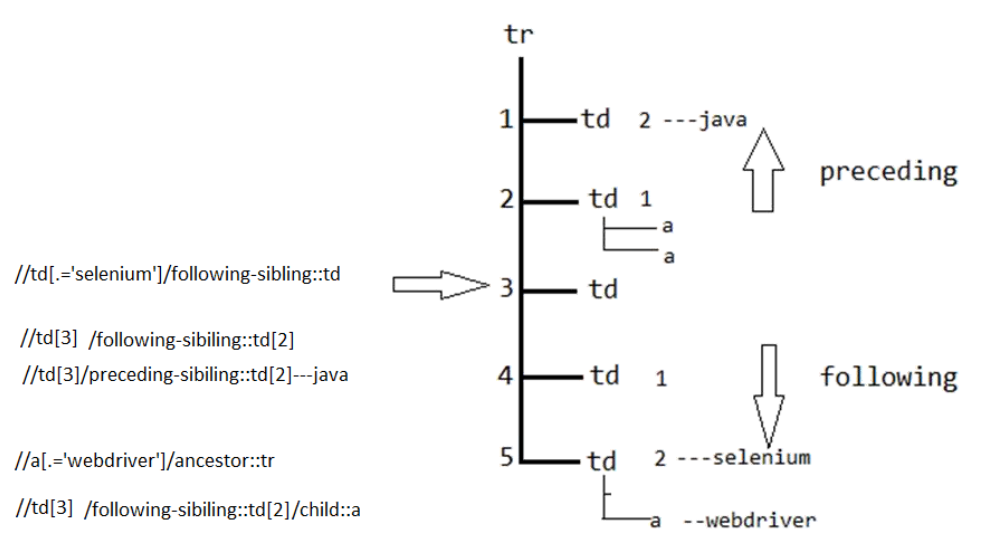 tr
1 td 2 ---java
preceding
2 td 1
a
a
//td[.='selenium']/following-sibling::td
3 td
//td[3] /following-sibiling::td[2]
//td[3]/preceding-sibiling::td[2]---java
4 td 1
following
//a[.='webdriver']/ancestor::tr
5 td 2 ---selenium
//td[3] /following-sibiling::td[2]/child::a
a --webdriver